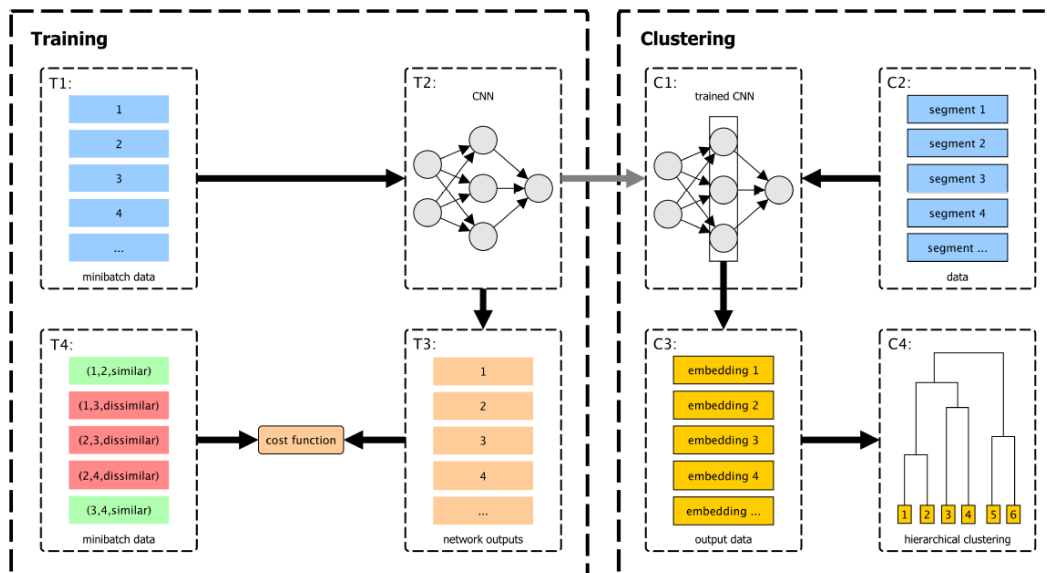 Training
T1:
1
2
3
4
...
minibatch data
T2:
CNN
T4:
(1,2,similar)
(1,3,dissimilar)
(2,3,dissimilar)
(2,4,dissimilar)
(3,4,similar)
minibatch data
cost function
T3:
1
2
3
4
...
network outputs
Clustering
C1:
trained CNN
C2:
segment 1
segment 2
segment 3
segment 4
segment ...
data
C3:
embedding 1
embedding 2
embedding 3
embedding 4
embedding ...
output data
C4:
1 2 3 4 5 6
hierarchical clustering